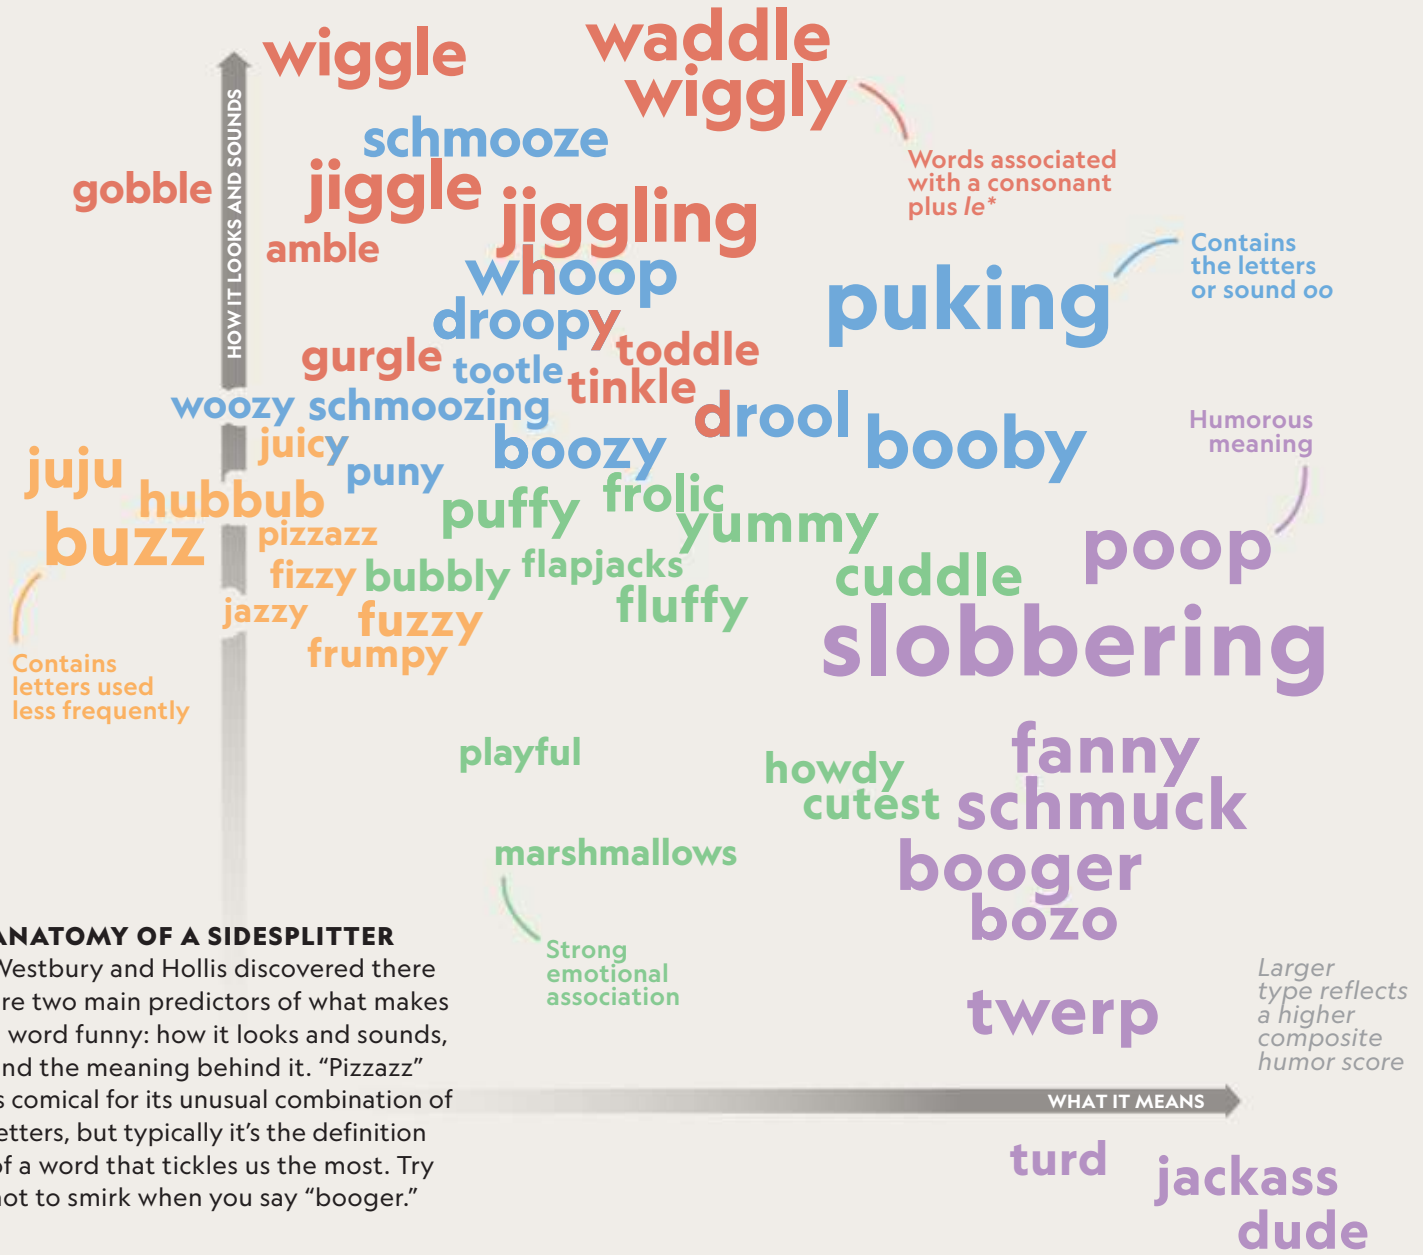 wiggle
waddle
wiggly
schmooze
Words associated
with a consonant
plus le*
gobble
jiggle
jiggling
HOW IT LOOKS AND SOUNDS
amble
whoop
Contains
the letters
or sound oo
puking
droopy
gurgle
toddle
tootle
tinkle
woozy
schmoozing
drool
booby
Humorous
meaning
juicy
boozy
juju
puny
hubbub
puffy
frolic
yummy
buzz
pizzazz
poop
fizzy
bubbly
flapjacks
cuddle
jazzy
fuzzy
fluffy
slobbering
frumpy
Contains
letters used
less frequently
playful
howdy
fanny
cutest
schmuck
marshmallows
booger
bozo
Strong
emotional
association
twerp
Larger
type reflects
a higher
composite
humor score
ANATOMY OF A SIDESPLITTER
Westbury and Hollis discovered there
re two main predictors of what makes
word funny: how it looks and sounds,
nd the meaning behind it. “Pizzazz”
s comical for its unusual combination of
etters, but typically it’s the definition
of a word that tickles us the most. Try
not to smirk when you say “booger.”
WHAT IT MEANS
turd
jackass
dude